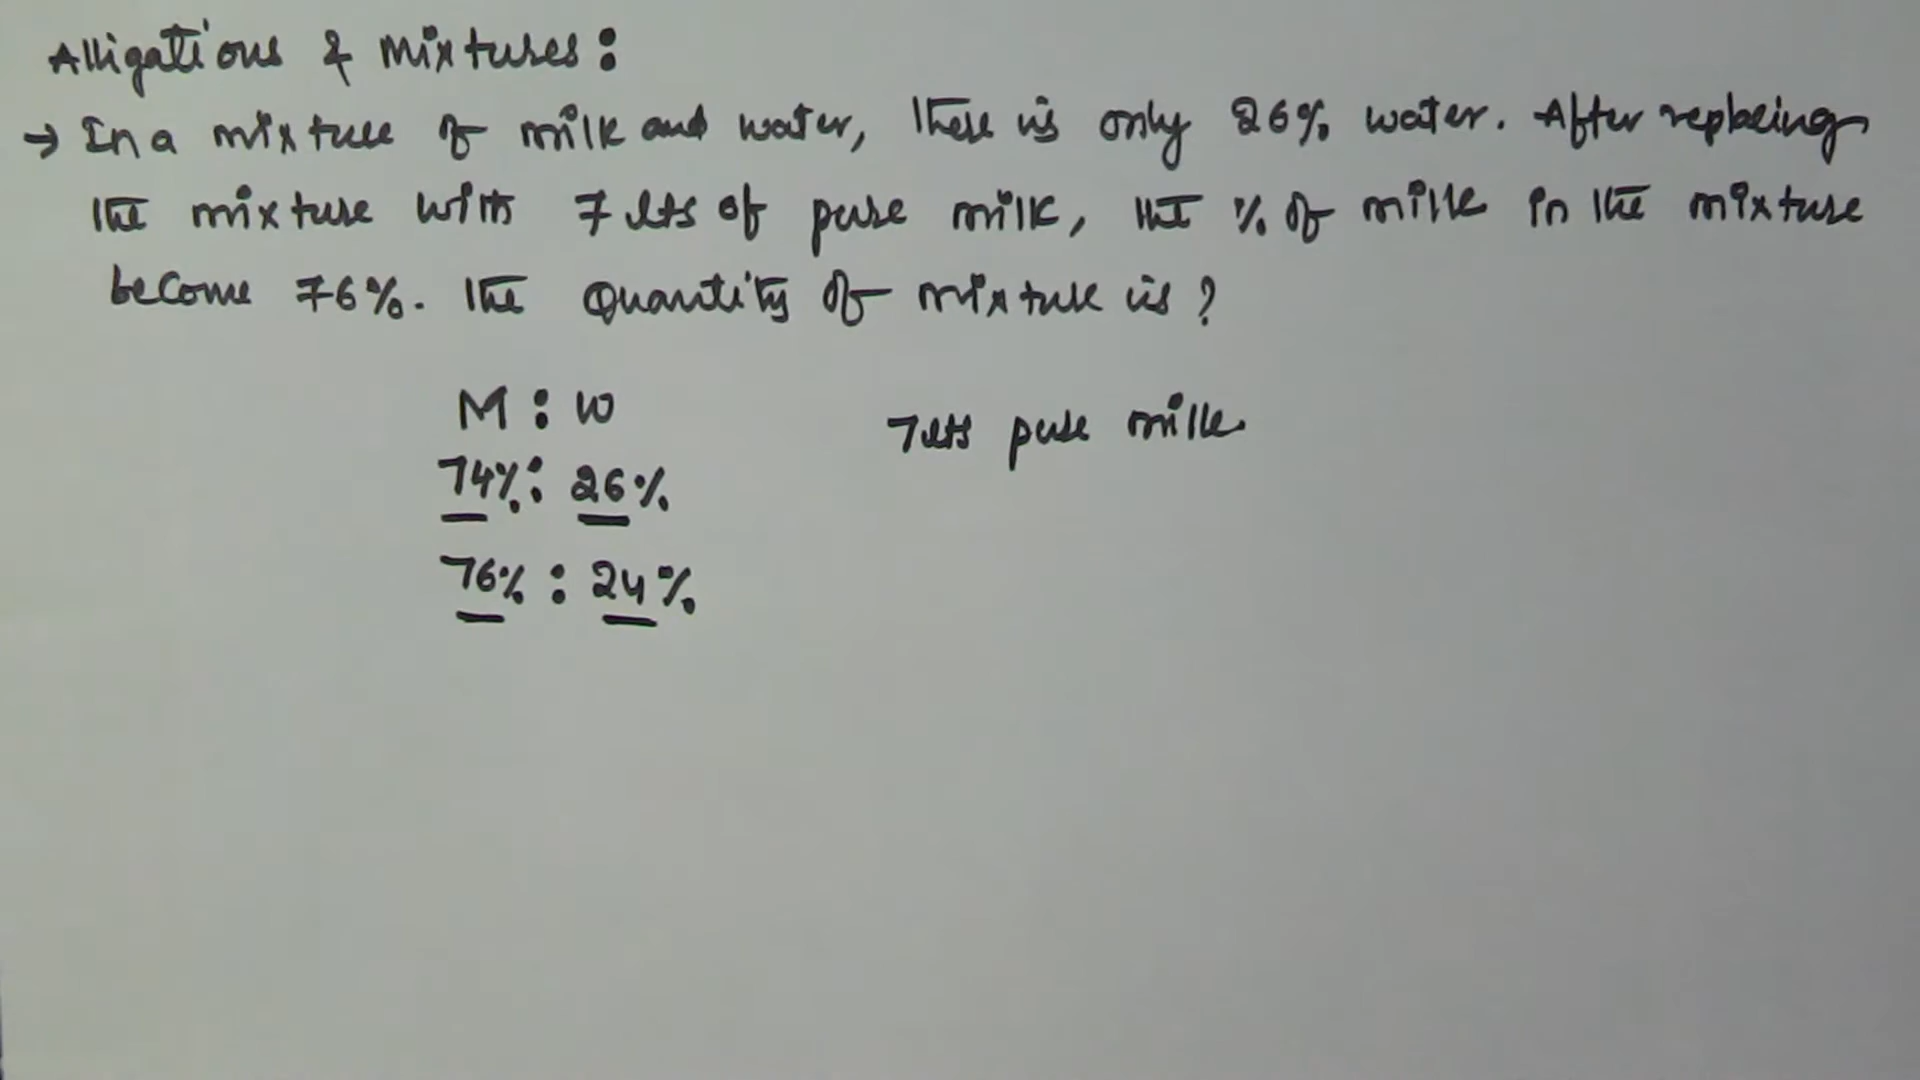 Alligations & mixtures:
→ In a mixture of milk and water, there is only 26% water. After replacing
the mixture with 7 lts of pure milk, the % of milk in the mixture
become 76%. The Quantity of mixture is?
M : W
7 lts pure milk
74% : 26%
76% : 24%